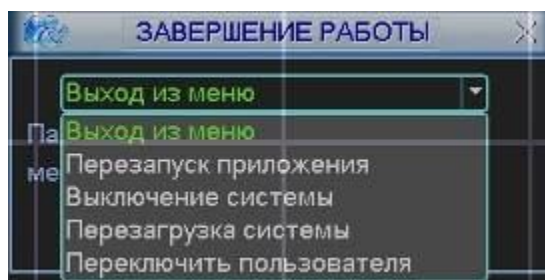 ЗАВЕРШЕНИЕ РАБОТЫ
Выход из меню
Выход из меню
Перезапуск приложения
Выключение системы
Перезагрузка системы
Переключить пользователя